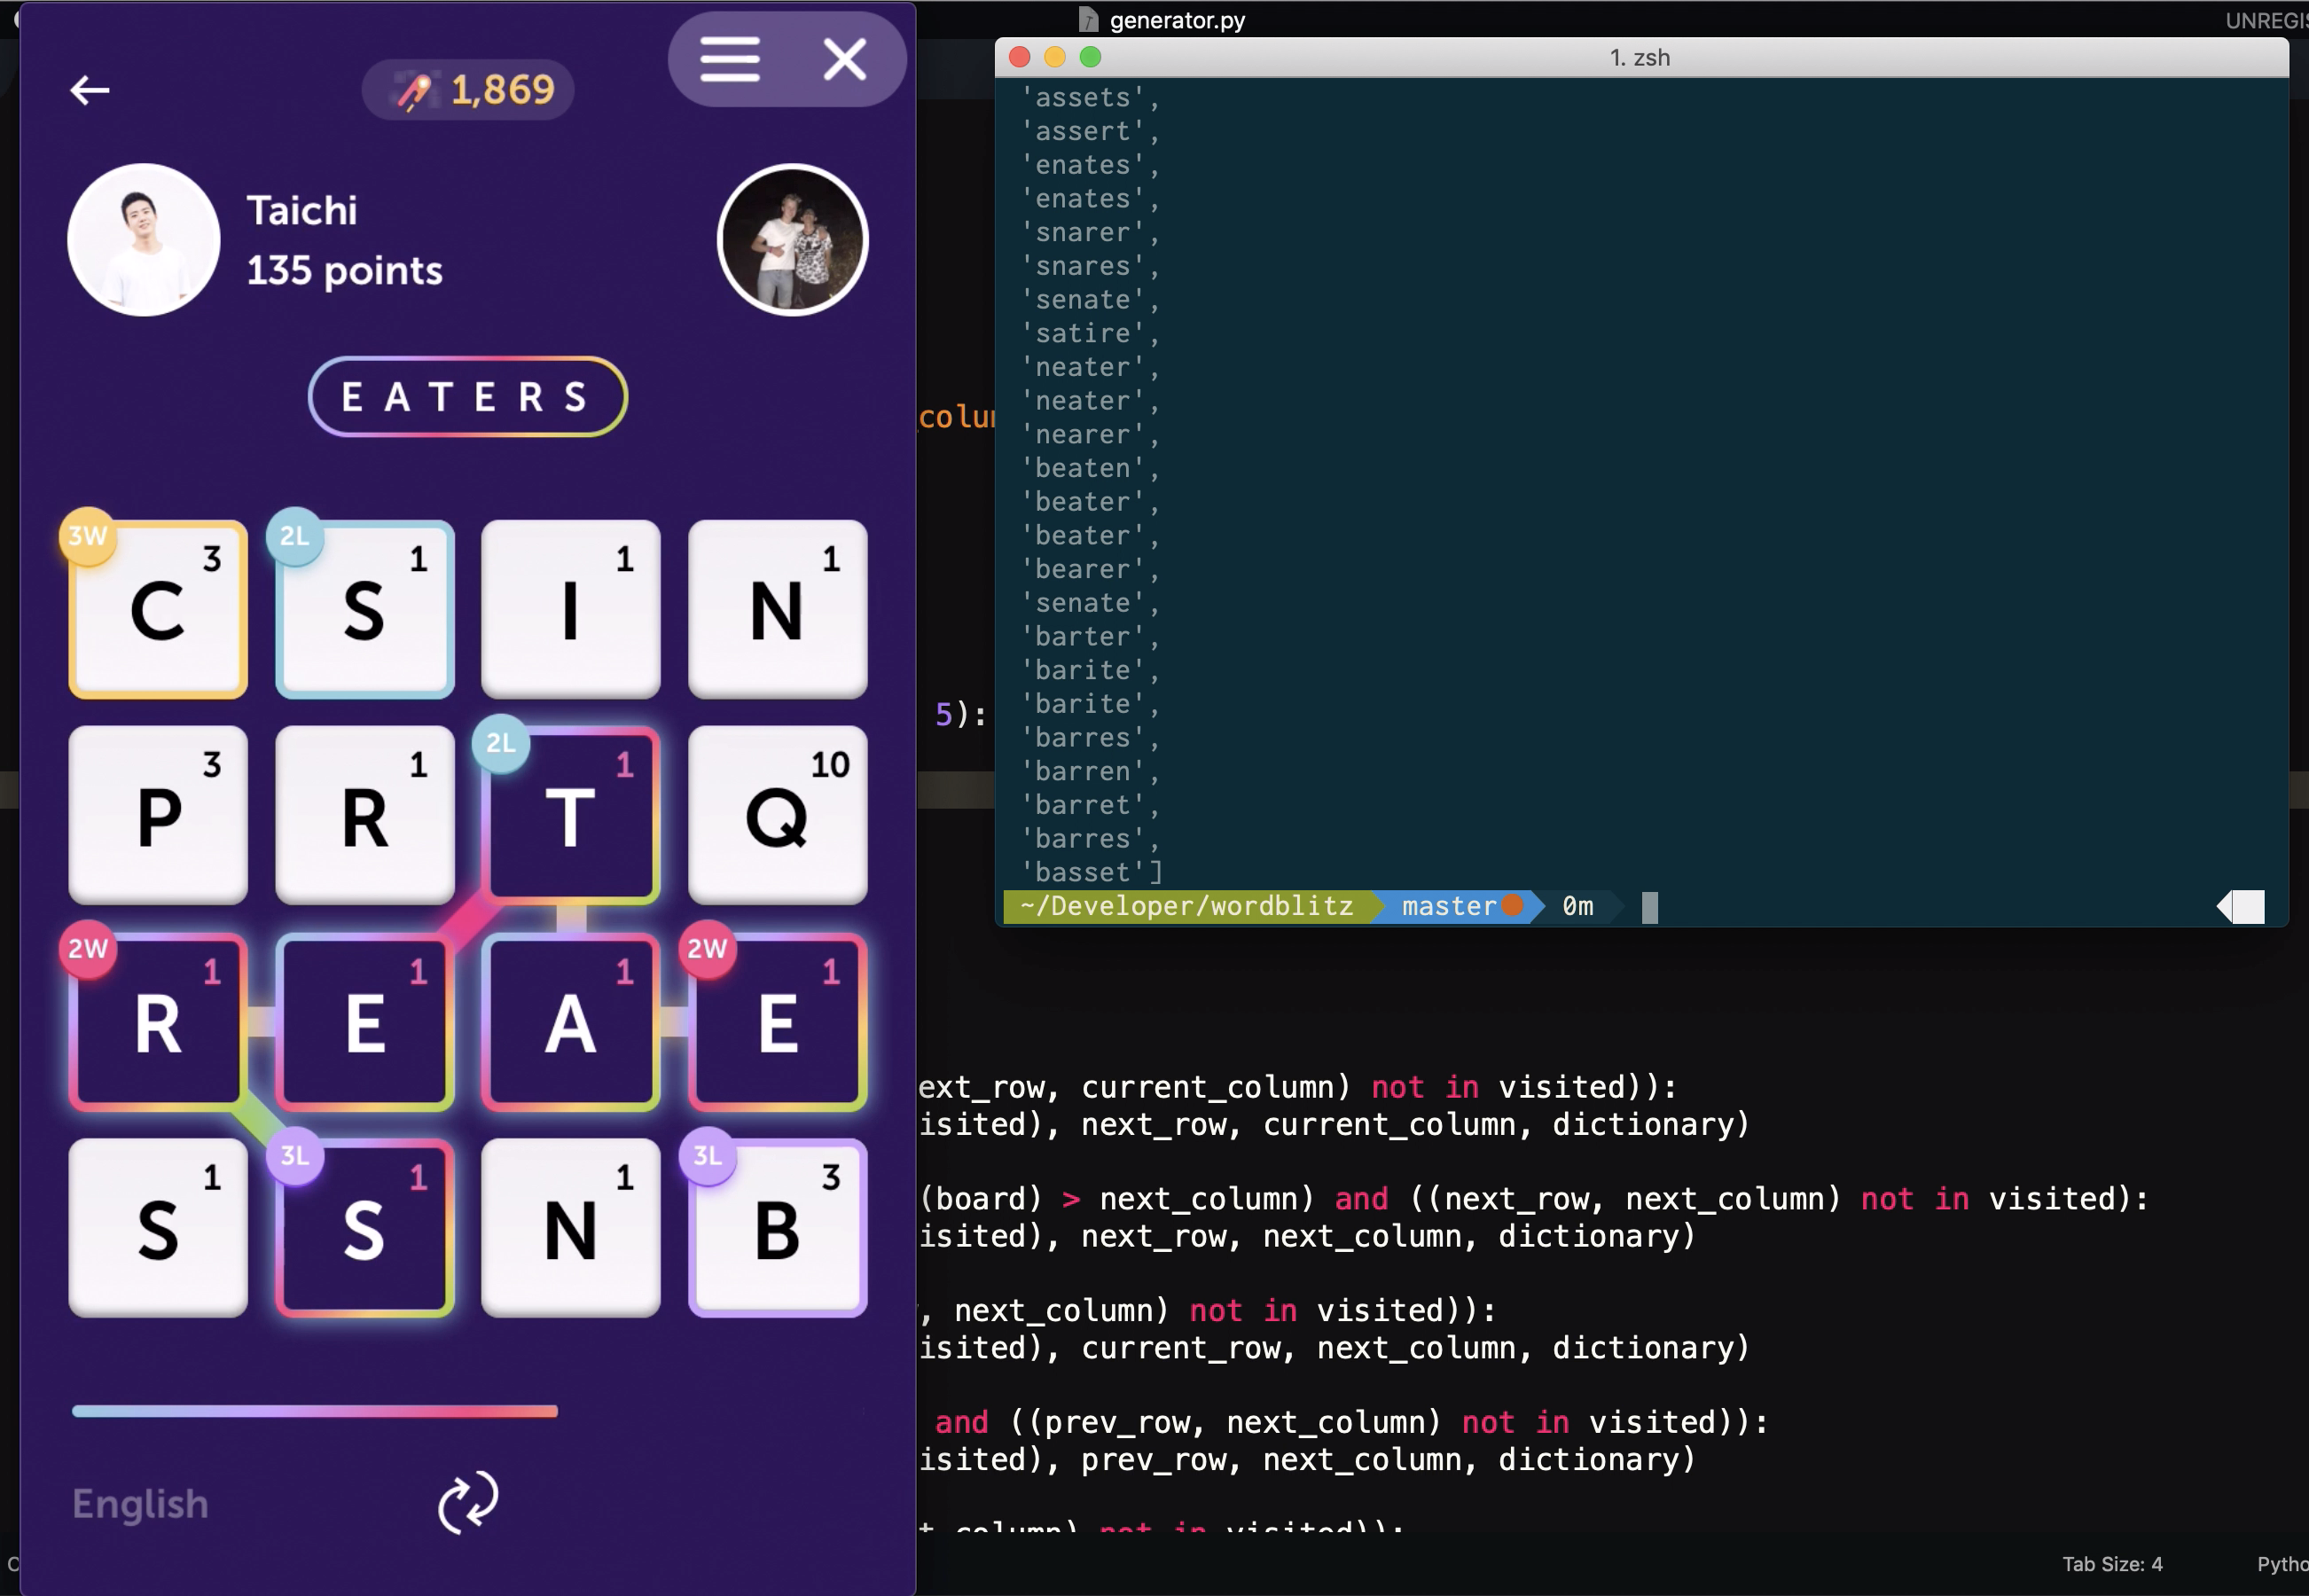 generator.py
UNREGIS
1. zsh
1,869
Taichi
135 points
EATERS
3W
C 3
2L
S 1
I 1
N 1
P 3
R 1
2L
T 1
Q 10
2W
R 1
E 1
A 1
2W
E 1
S 1
3L
S 1
N 1
3L
B 3
English
'assets',
'assert',
'enates',
'enates',
'snarer',
'snares',
'senate',
'satire',
'neater',
'neater',
'nearer',
'beaten',
'beater',
'beater',
'bearer',
'senate',
'barter',
'barite',
'barite',
'barres',
'barren',
'barret',
'barres',
'basset']
~/Developer/wordblitz master 0m
_colum
5):
ext_row, current_column) not in visited)):
isited), next_row, current_column, dictionary)
(board) > next_column) and ((next_row, next_column) not in visited):
isited), next_row, next_column, dictionary)
, next_column) not in visited)):
isited), current_row, next_column, dictionary)
and ((prev_row, next_column) not in visited)):
isited), prev_row, next_column, dictionary)
t_column) not in visited)):
Tab Size: 4
Pytho